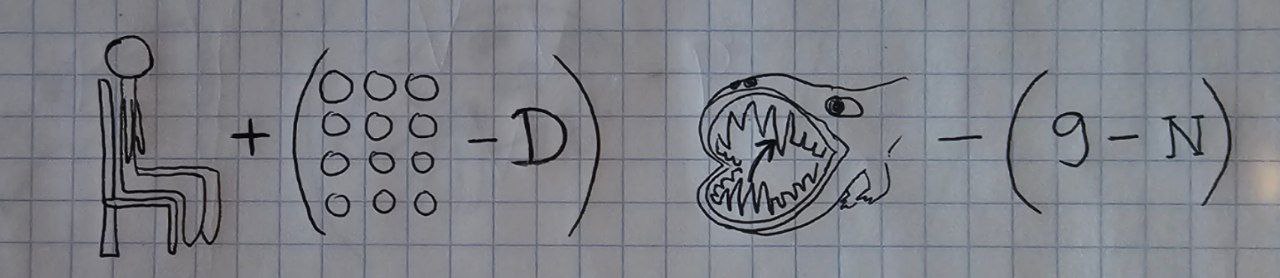 + ( - D) - (9 - N)